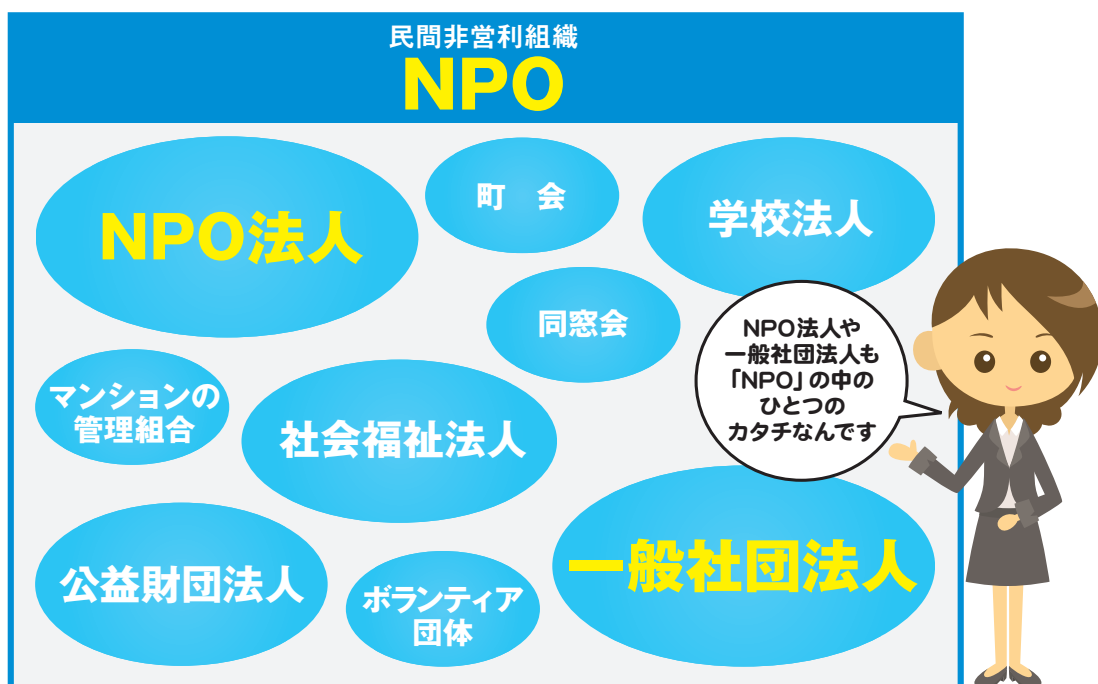 民間非営利組織
NPO
NPO法人
町　会
学校法人
同窓会
NPO法人や
一般社団法人も
「NPO」の中の
ひとつの
カタチなんです
マンションの
管理組合
社会福祉法人
公益財団法人
ボランティア
団体
一般社団法人